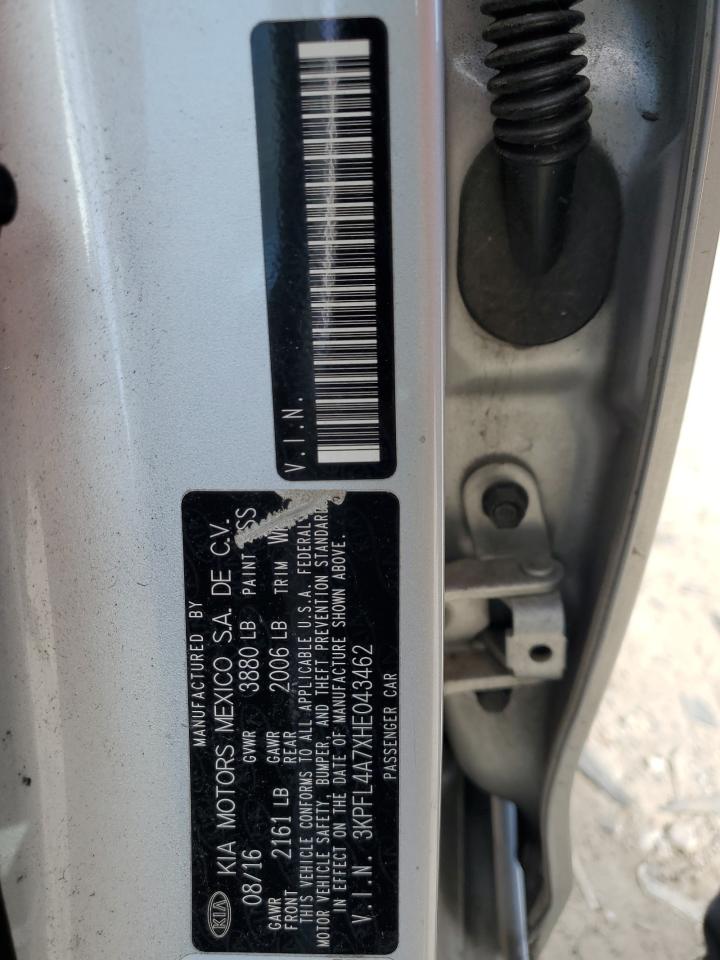 V.I.N.
MANUFACTURED BY
KIA KIA MOTORS MEXICO S.A. DE C.V.
08/16 GVWR 3880 LB PAINT
GAWR FRONT 2161 LB GAWR REAR 2006 LB TRIM
THIS VEHICLE CONFORMS TO ALL APPLICABLE U.S.A. FEDERAL
MOTOR VEHICLE SAFETY, BUMPER, AND THEFT PREVENTION STANDARD
IN EFFECT ON THE DATE OF MANUFACTURE SHOWN ABOVE.
V.I.N. 3KPFL4A7XHE043462
PASSENGER CAR